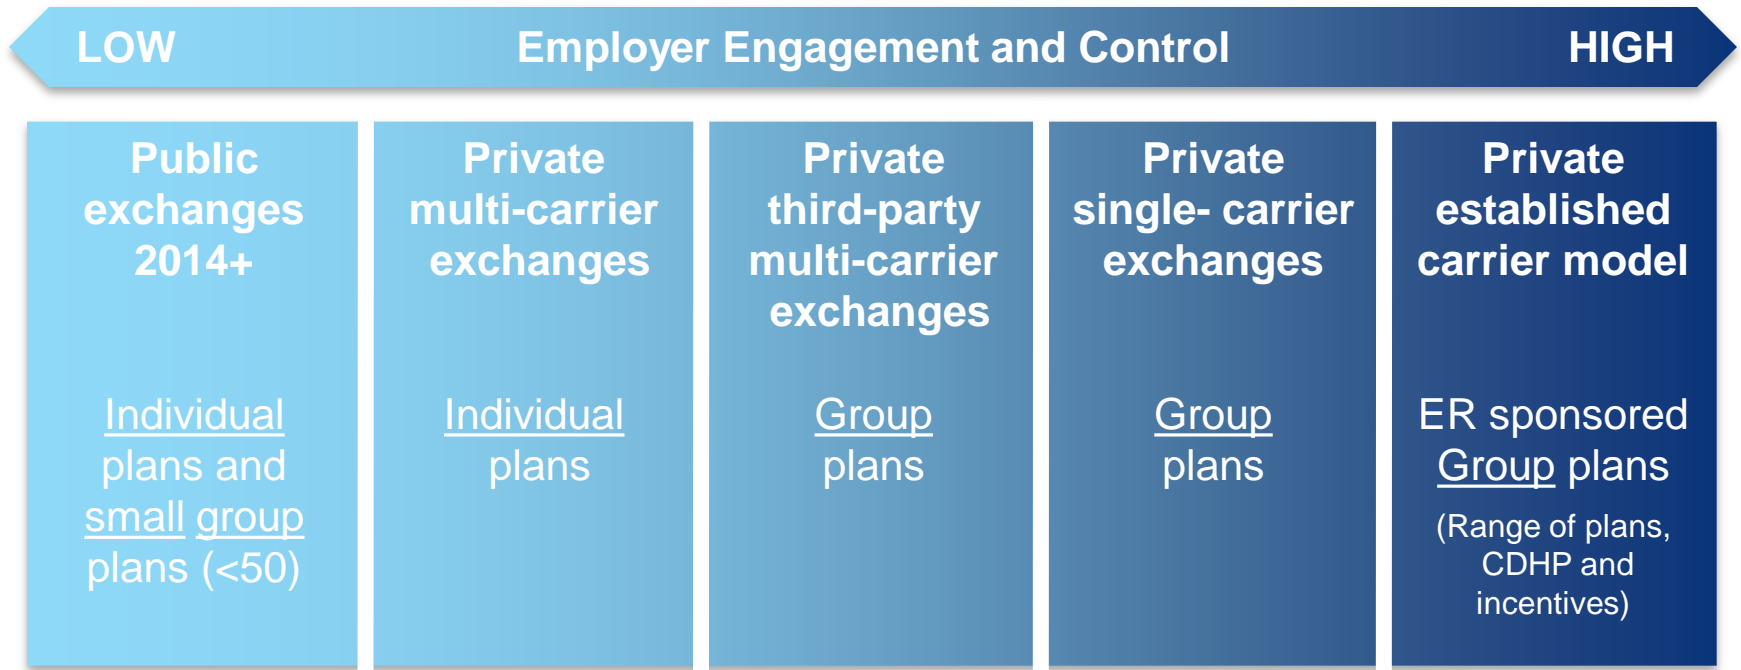 LOW Employer Engagement and Control HIGH
Public
exchanges
2014+
Individual
plans and
small group
plans (<50)
Private
multi-carrier
exchanges
Individual
plans
Private
third-party
multi-carrier
exchanges
Group
plans
Private
single- carrier
exchanges
Group
plans
Private
established
carrier model
ER sponsored
Group plans
(Range of plans,
CDHP and
incentives)